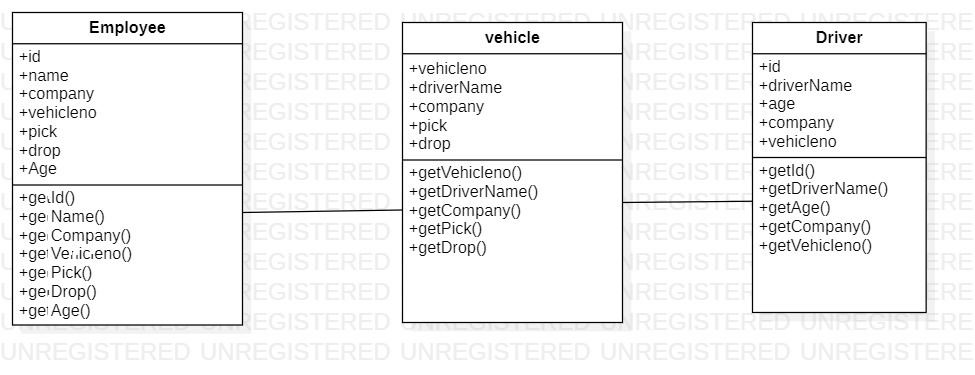 Employee
+id
+name
+company
+vehicleno
+pick
+drop
+Age
+getId()
+getName()
+getCompany()
+getVehicleno()
+getPick()
+getDrop()
+getAge()
vehicle
+vehicleno
+driverName
+company
+pick
+drop
+getVehicleno()
+getDriverName()
+getCompany()
+getPick()
+getDrop()
Driver
+id
+driverName
+age
+company
+vehicleno
+getId()
+getDriverName()
+getAge()
+getCompany()
+getVehicleno()
UNREGISTERED UNREGISTERED UNREGISTERED UNREGISTERED UNREGISTERED